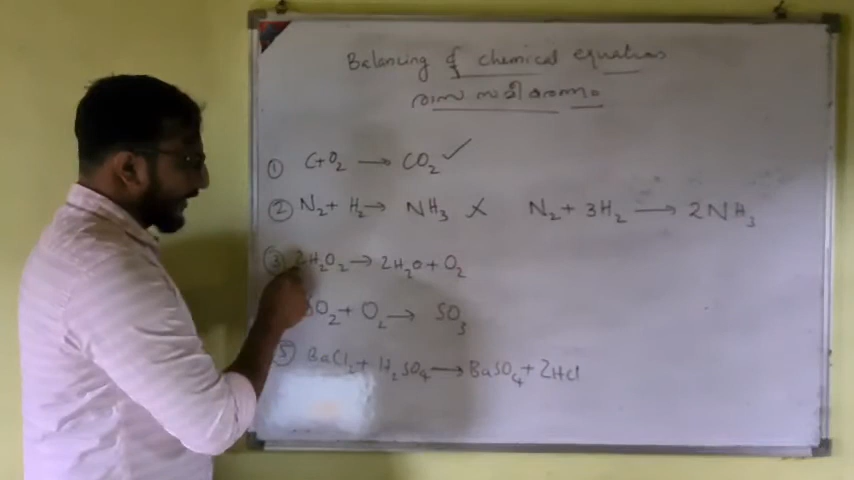 Balancing of chemical equations
രാസ സമീകരണം
① C+O₂ → CO₂ ✓
② N₂+ H₂→ NH₃ X N₂+ 3H₂ → 2NH₃
③ 2H₂O₂ → 2H₂O + O₂
SO₂+ O₂ → SO₃
⑤ BaCl₂+ H₂SO₄ → BaSO₄+ 2HCl